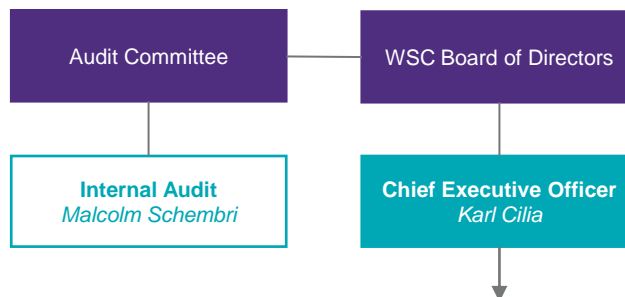 Audit Committee
WSC Board of Directors
Internal Audit
Malcolm Schembri
Chief Executive Officer
Karl Cilia